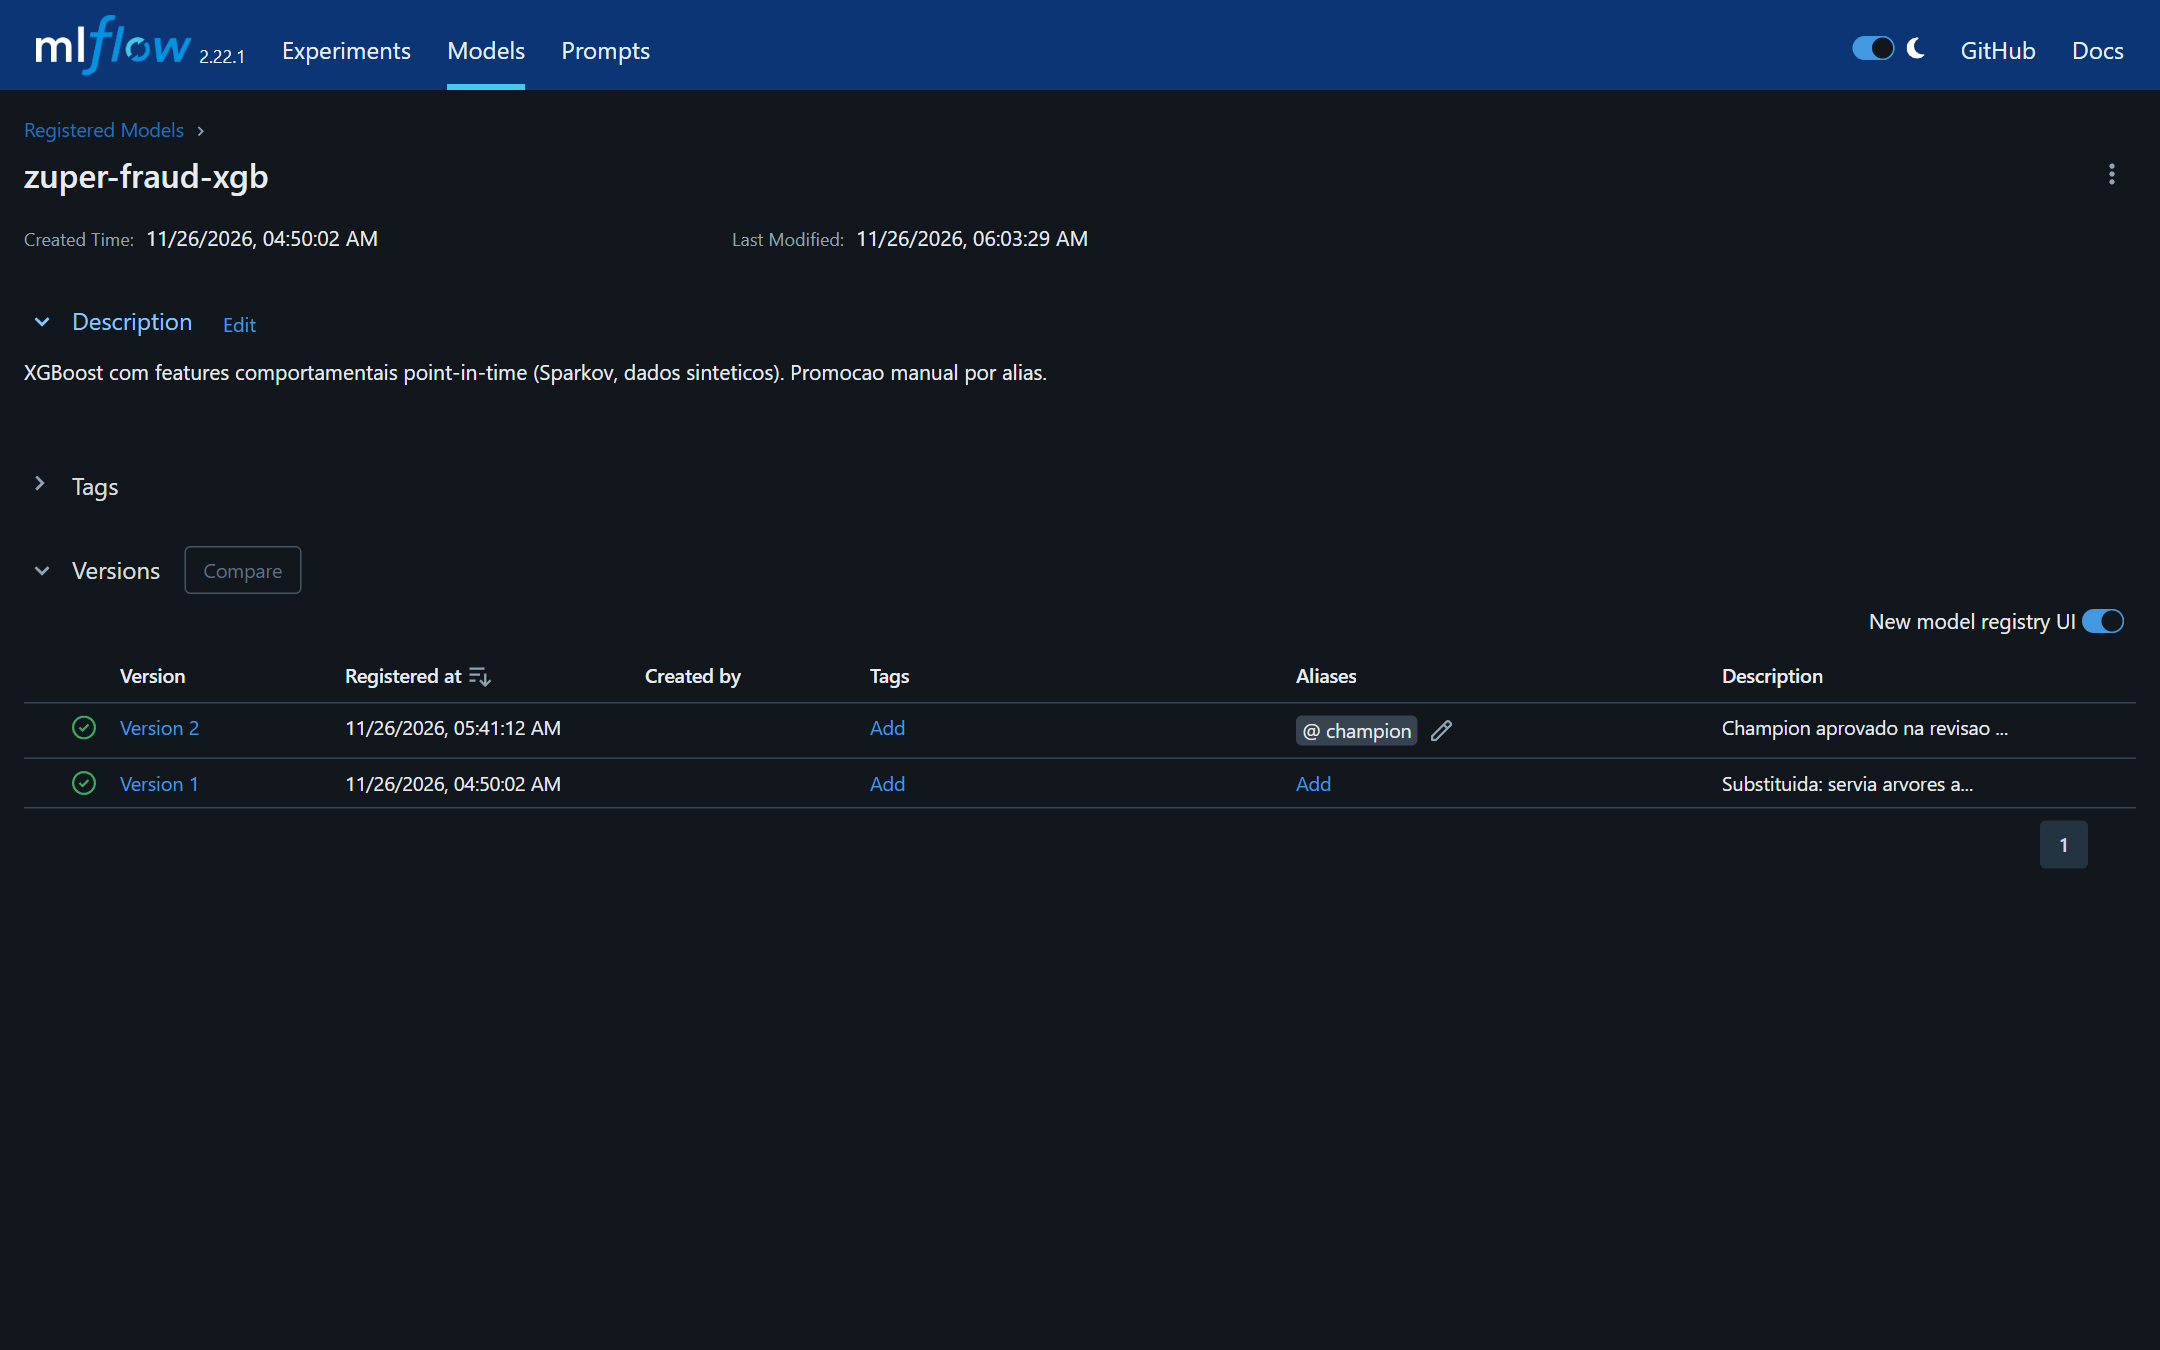 mlflow 2.22.1 Experiments Models Prompts GitHub Docs
Registered Models
zuper-fraud-xgb
Created Time: 11/26/2026, 04:50:02 AM Last Modified: 11/26/2026, 06:03:29 AM
Description Edit
XGBoost com features comportamentais point-in-time (Sparkov, dados sinteticos). Promocao manual por alias.
Tags
Versions Compare
New model registry UI
Version Registered at Created by Tags Aliases Description
Version 2 11/26/2026, 05:41:12 AM Add @ champion Champion aprovado na revisao ...
Version 1 11/26/2026, 04:50:02 AM Add Add Substituida: servia arvores a...
1